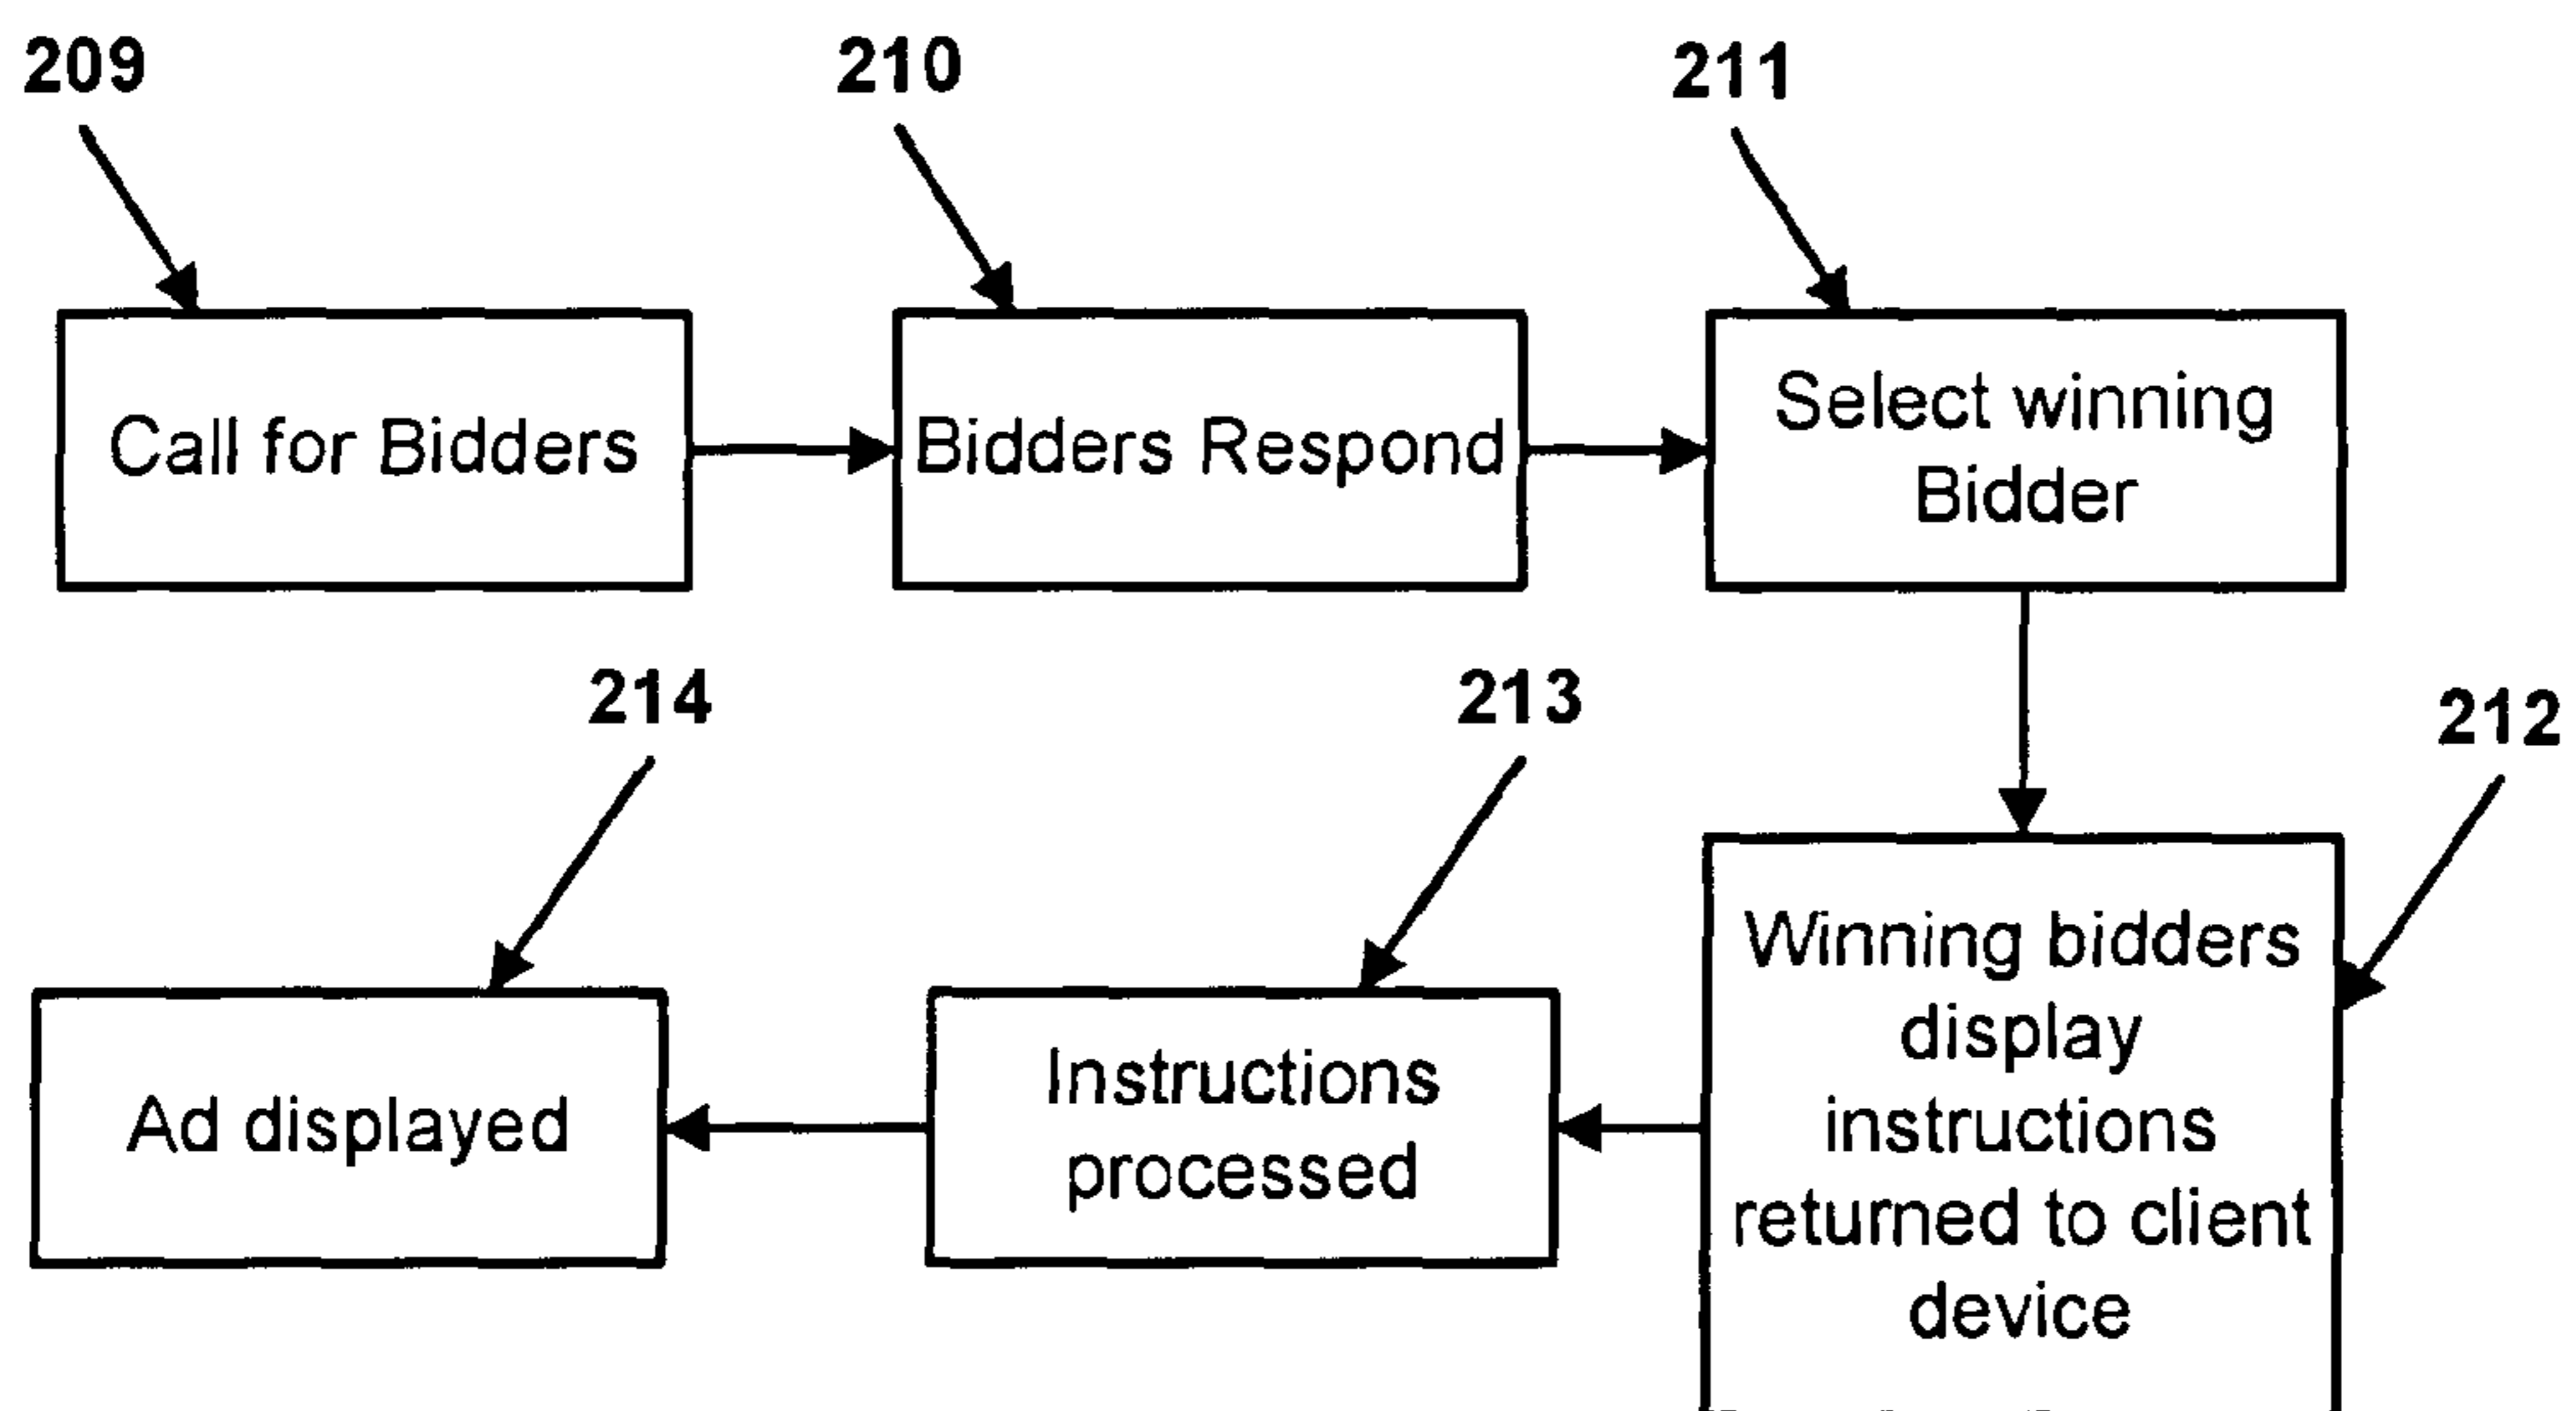 209
210
211
Call for Bidders
Bidders Respond
Select winning
Bidder
214
213
212
Ad displayed
Instructions
processed
Winning bidders
display
instructions
returned to client
device